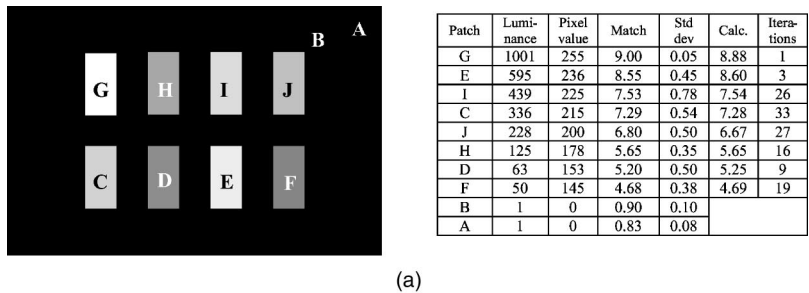 A
B
G H I J
C D E F
Patch Lumi-nance Pixel value Match Std dev Calc. Itera-tions
G 1001 255 9.00 0.05 8.88 1
E 595 236 8.55 0.45 8.60 3
I 439 225 7.53 0.78 7.54 26
C 336 215 7.29 0.54 7.28 33
J 228 200 6.80 0.50 6.67 27
H 125 178 5.65 0.35 5.65 16
D 63 153 5.20 0.50 5.25 9
F 50 145 4.68 0.38 4.69 19
B 1 0 0.90 0.10
A 1 0 0.83 0.08
(a)